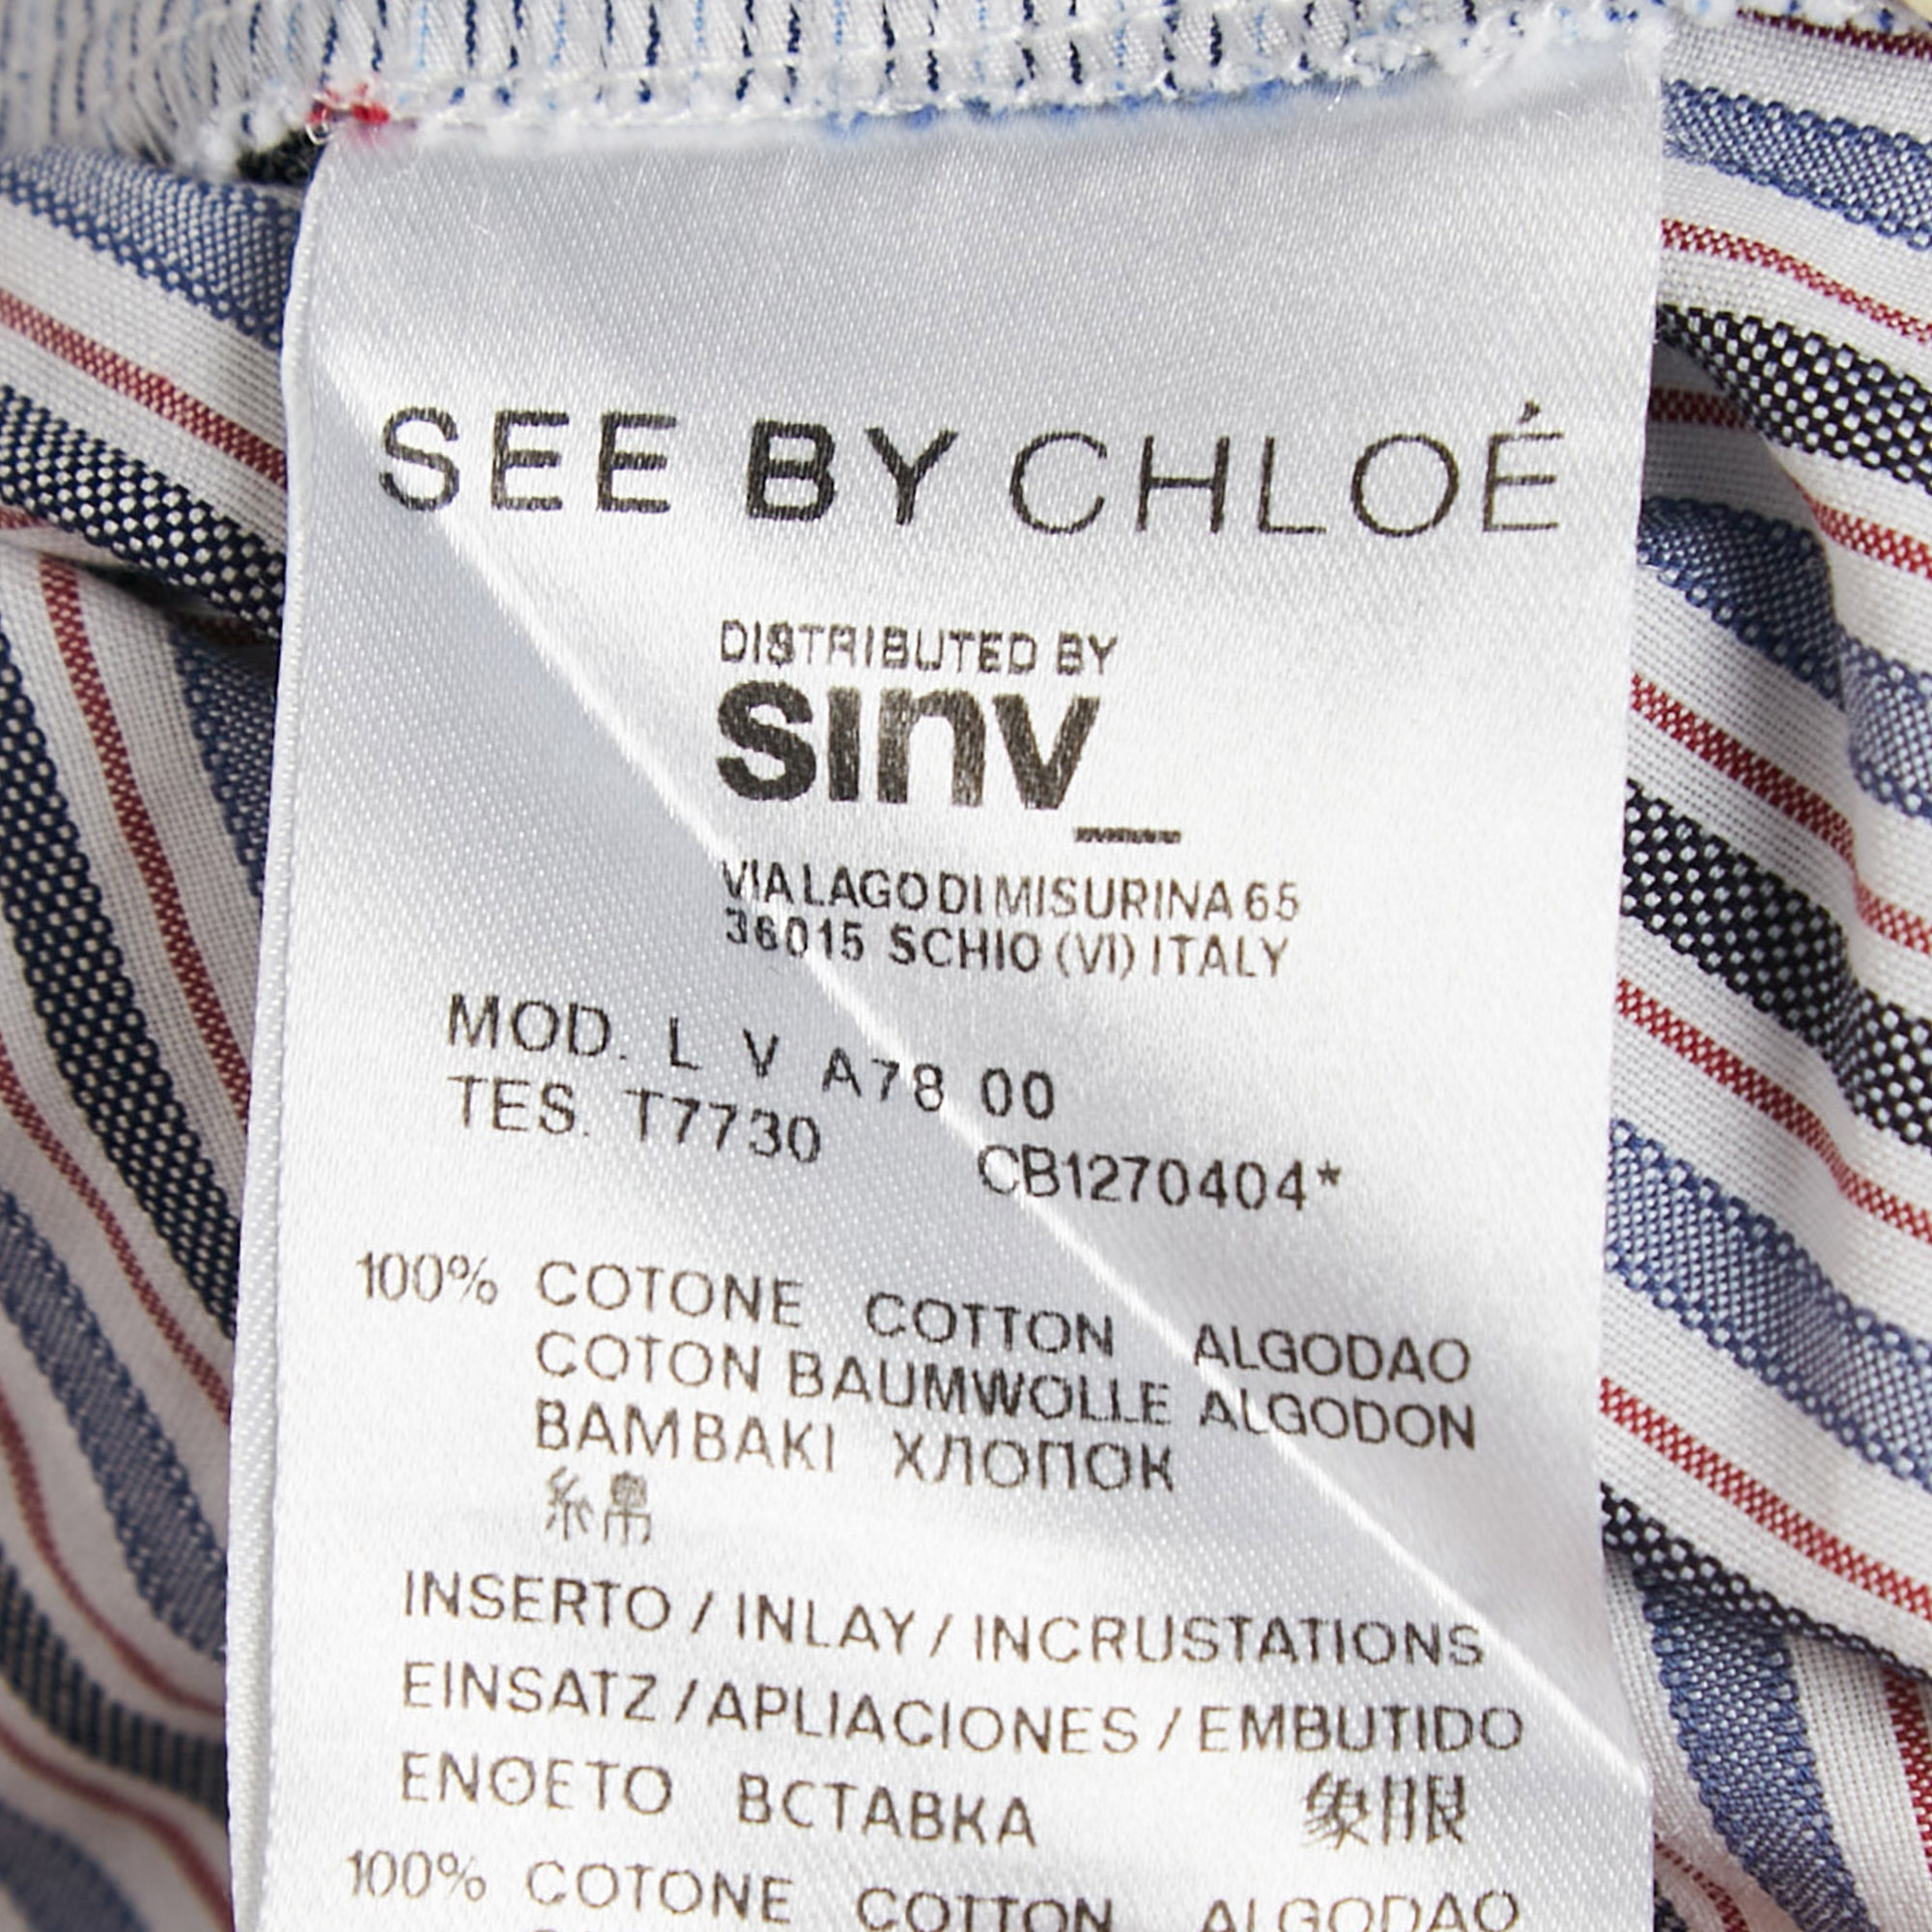 SEE BY CHLOÉ
DISTRIBUTED BY
sinv_
VIA LAGO DI MISURINA 65
36015 SCHIO (VI) ITALY
MOD. L V A78 00
TES. T7730 CB1270404*
100% COTONE COTTON ALGODAO
COTON BAUMWOLLE ALGODON
BAMBAKI ХЛОПОК
INSERTO / INLAY / INCRUSTATIONS
EINSATZ / APLIACIONES / EMBUTIDO
ΕΝΘΕΤΟ ВСТАВКА 象眼
100% COTONE COTTON ALGODAO